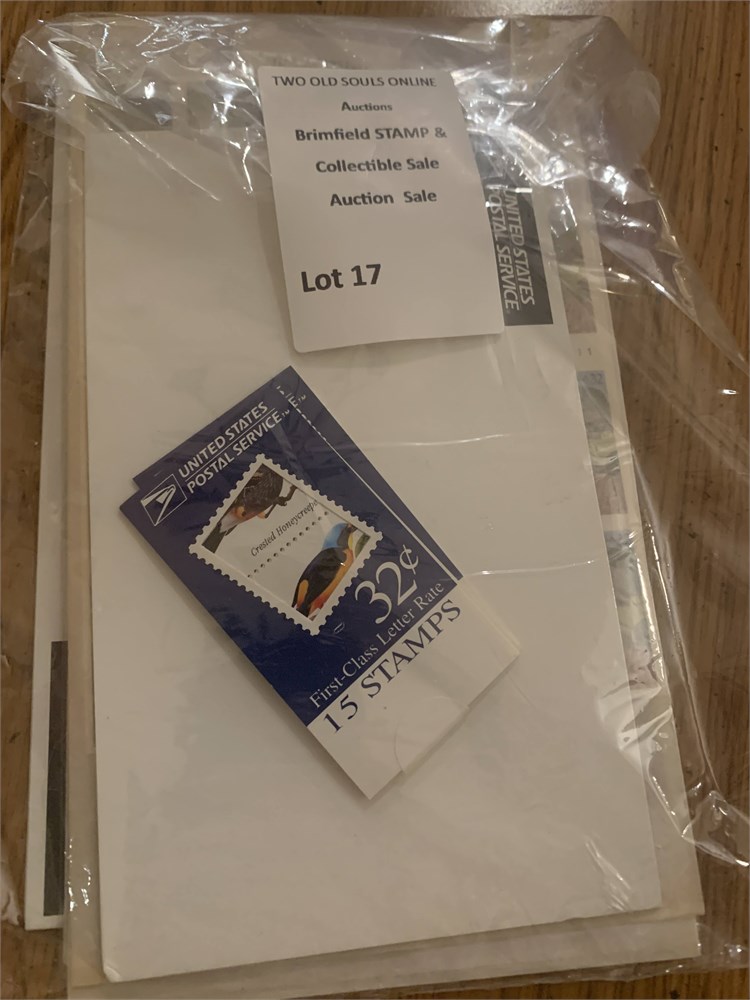 TWO OLD SOULS ONLINE
Auctions
Brimfield STAMP &
Collectible Sale
Auction Sale
Lot 17
UNITED STATES
POSTAL SERVICE
UNITED STATES
POSTAL SERVICE
Crested Honeycreeper
32¢
First-Class Letter Rate
15 STAMPS